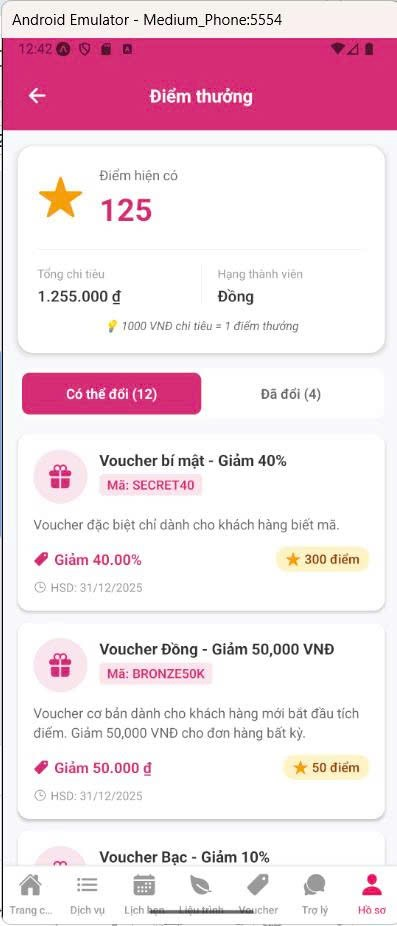 Android Emulator - Medium_Phone:5554
12:42
Điểm thưởng
Điểm hiện có
125
Tổng chi tiêu
Hạng thành viên
1.255.000 ₫
Đồng
1000 VNĐ chi tiêu = 1 điểm thưởng
Có thể đổi (12)
Đã đổi (4)
Voucher bí mật - Giảm 40%
Mã: SECRET40
Voucher đặc biệt chỉ dành cho khách hàng biết mã.
Giảm 40.00%
300 điểm
HSD: 31/12/2025
Voucher Đồng - Giảm 50,000 VNĐ
Mã: BRONZE50K
Voucher cơ bản dành cho khách hàng mới bắt đầu tích
điểm. Giảm 50,000 VNĐ cho đơn hàng bất kỳ.
Giảm 50.000 ₫
50 điểm
HSD: 31/12/2025
Voucher Bạc - Giảm 10%
Trang c...
Dịch vụ
Lịch hẹn
Liệu trình
Voucher
Trợ lý
Hồ sơ